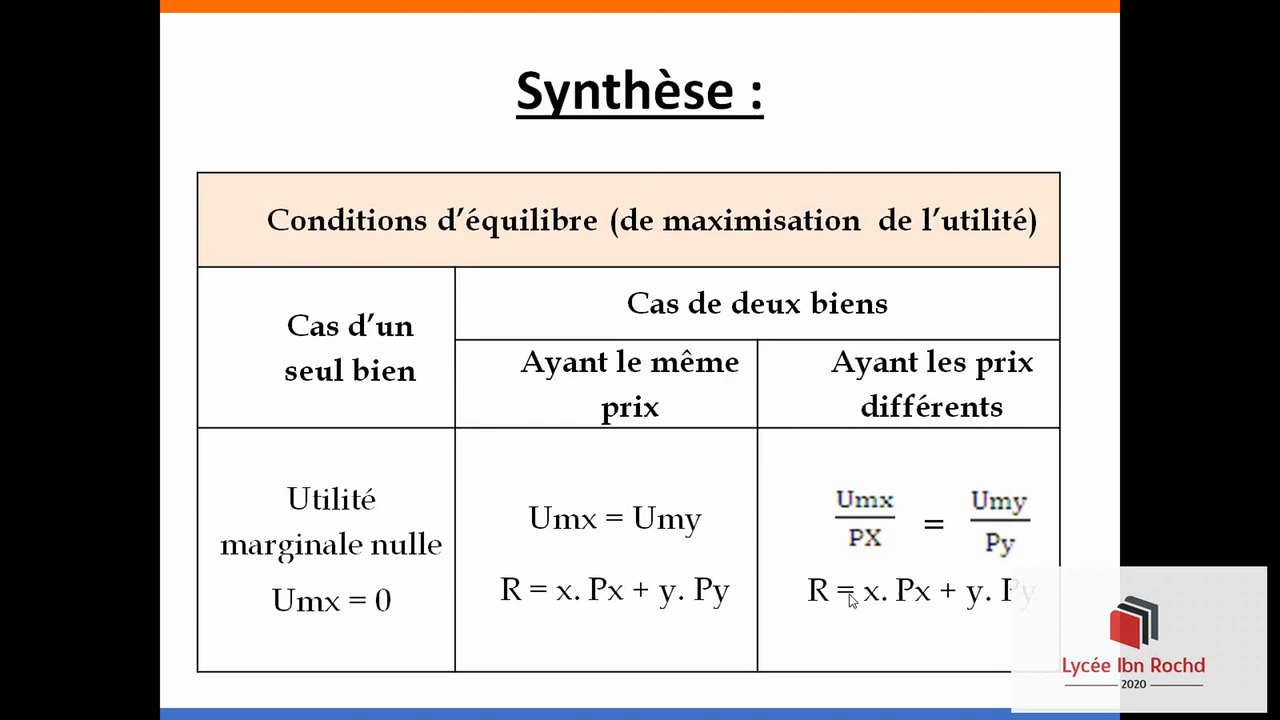 Synthèse :
Conditions d’équilibre (de maximisation de l’utilité)
Cas d’un
seul bien
Cas de deux biens
Ayant le même
prix
Ayant les prix
différents
Utilité
marginale nulle
Umx = 0
Umx = Umy
R = x. Px + y. Py
Umx
PX
=
Umy
Py
R = x. Px + y. Py
Lycée Ibn Rochd
2020